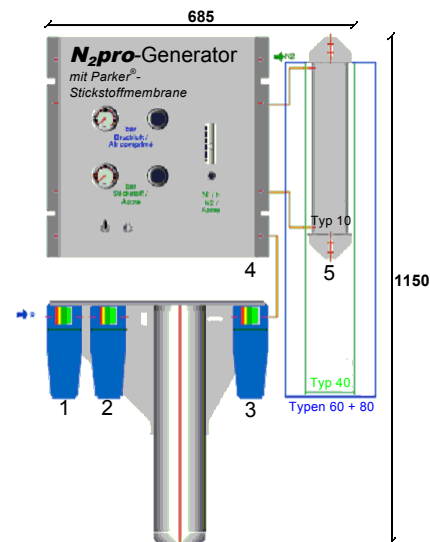 685
N₂pro-Generator
mit Parker®-
Stickstoffmembrane
N2
bar
Druckluft /
Air comprimé
bar
Stickstoff /
Azote
N2 /
Azote
Typ 10
4
5
1150
1
2
3
Typ 40
Typen 60 + 80